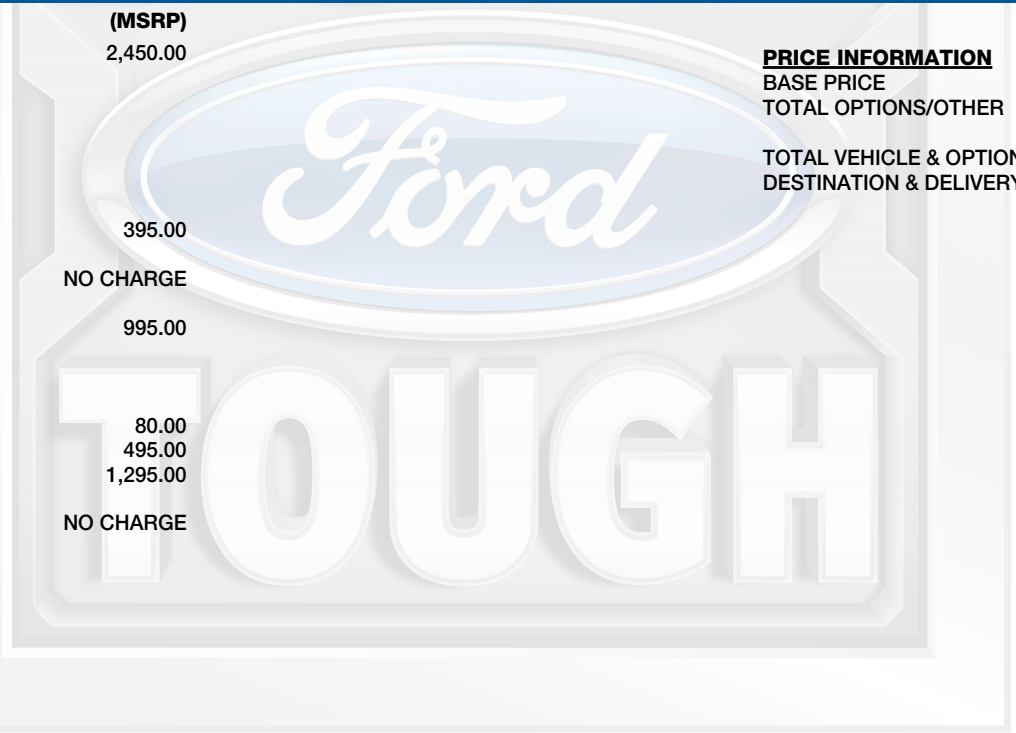 (MSRP)
2,450.00
395.00
NO CHARGE
995.00
80.00
495.00
1,295.00
NO CHARGE
PRICE INFORMATION
BASE PRICE
TOTAL OPTIONS/OTHER
TOTAL VEHICLE & OPTION
DESTINATION & DELIVERY
Ford
TOUGH